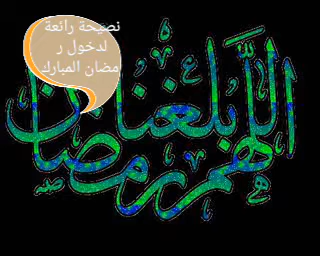 نصيحة رائعة
لدخول ر
مضان المبارك
اللهم بلغنا رمضان